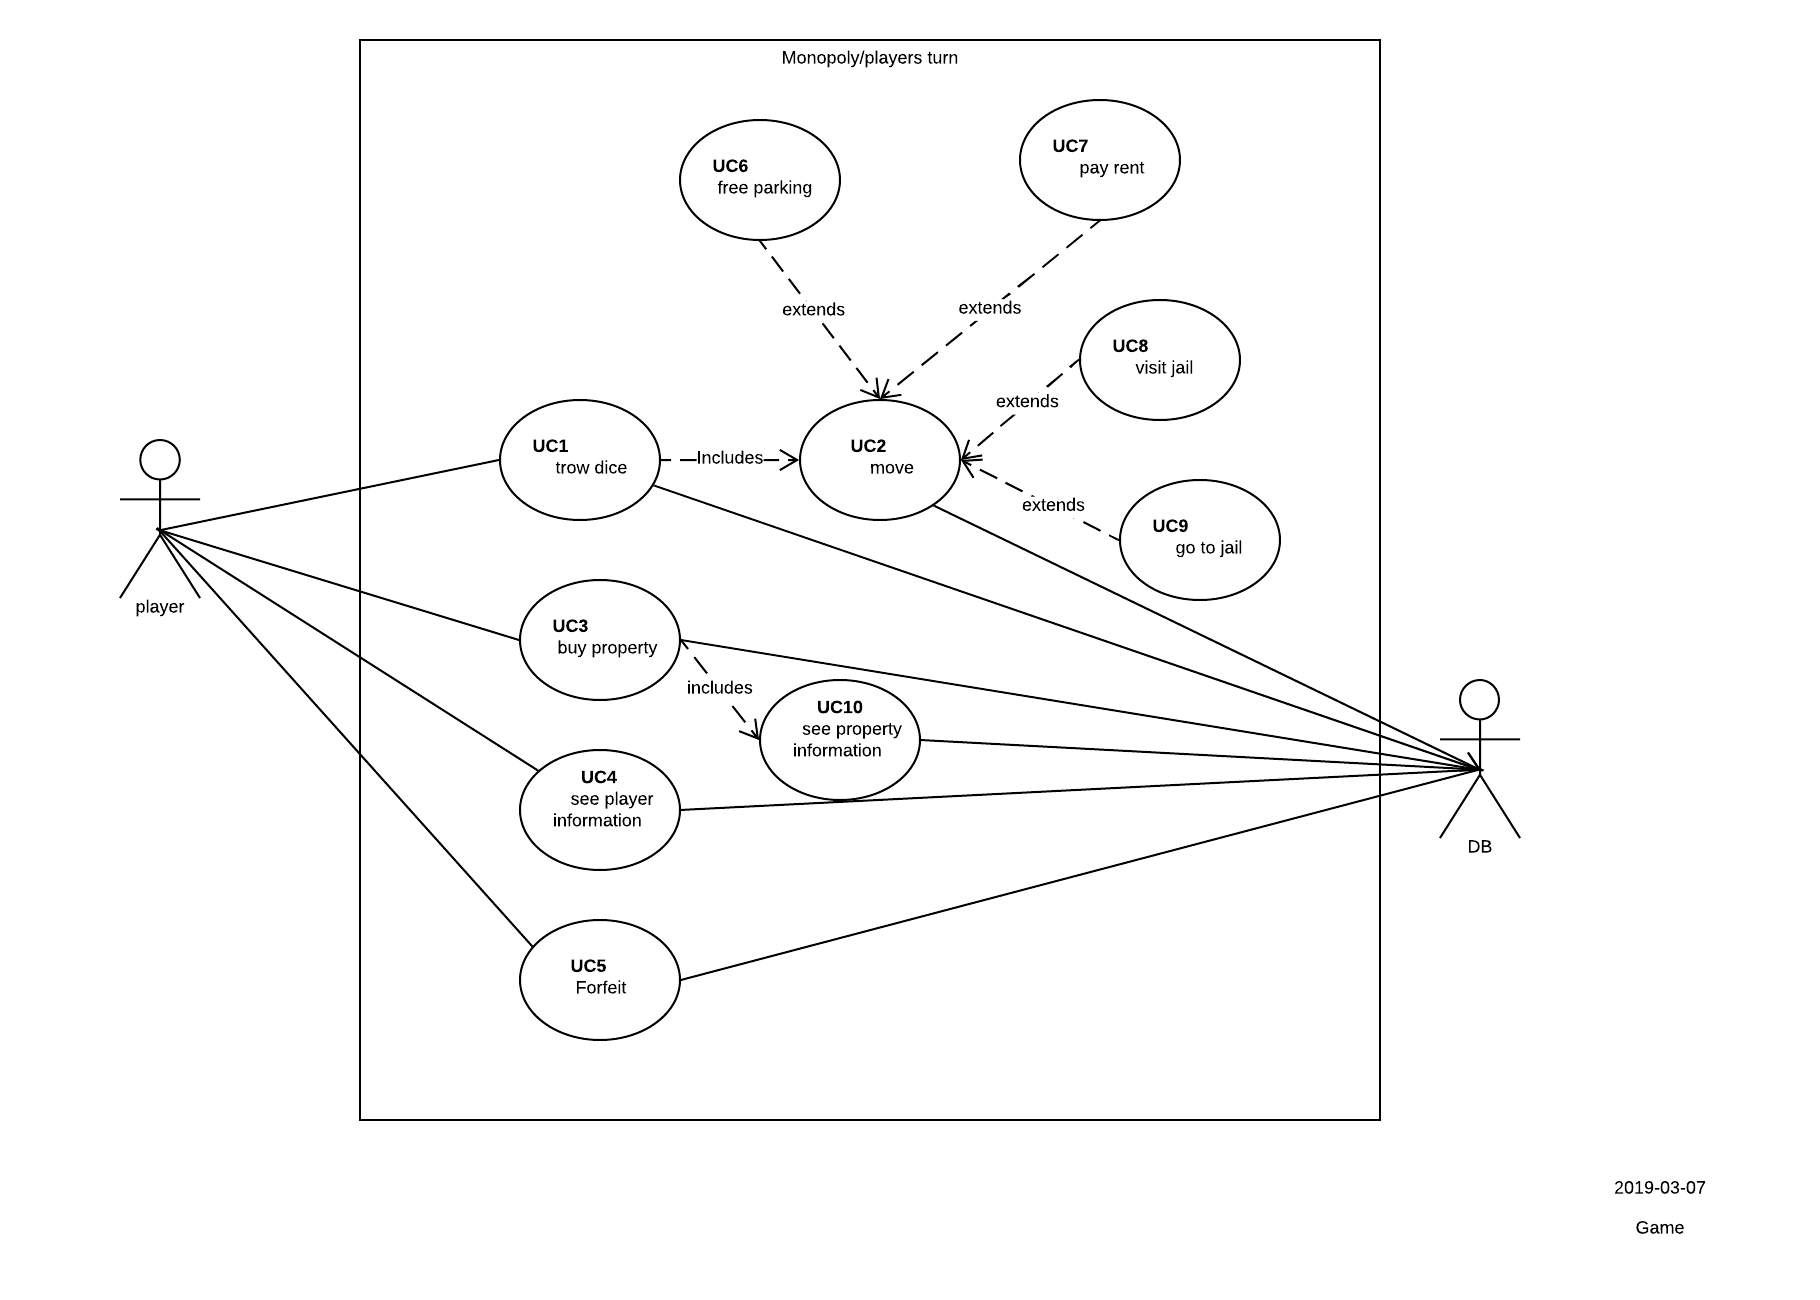 Monopoly/players turn
UC6
free parking
UC7
pay rent
extends
extends
UC8
visit jail
extends
UC1
trow dice
Includes
UC2
move
extends
UC9
go to jail
player
UC3
buy property
includes
UC10
see property
information
UC4
see player
information
DB
UC5
Forfeit
2019-03-07
Game